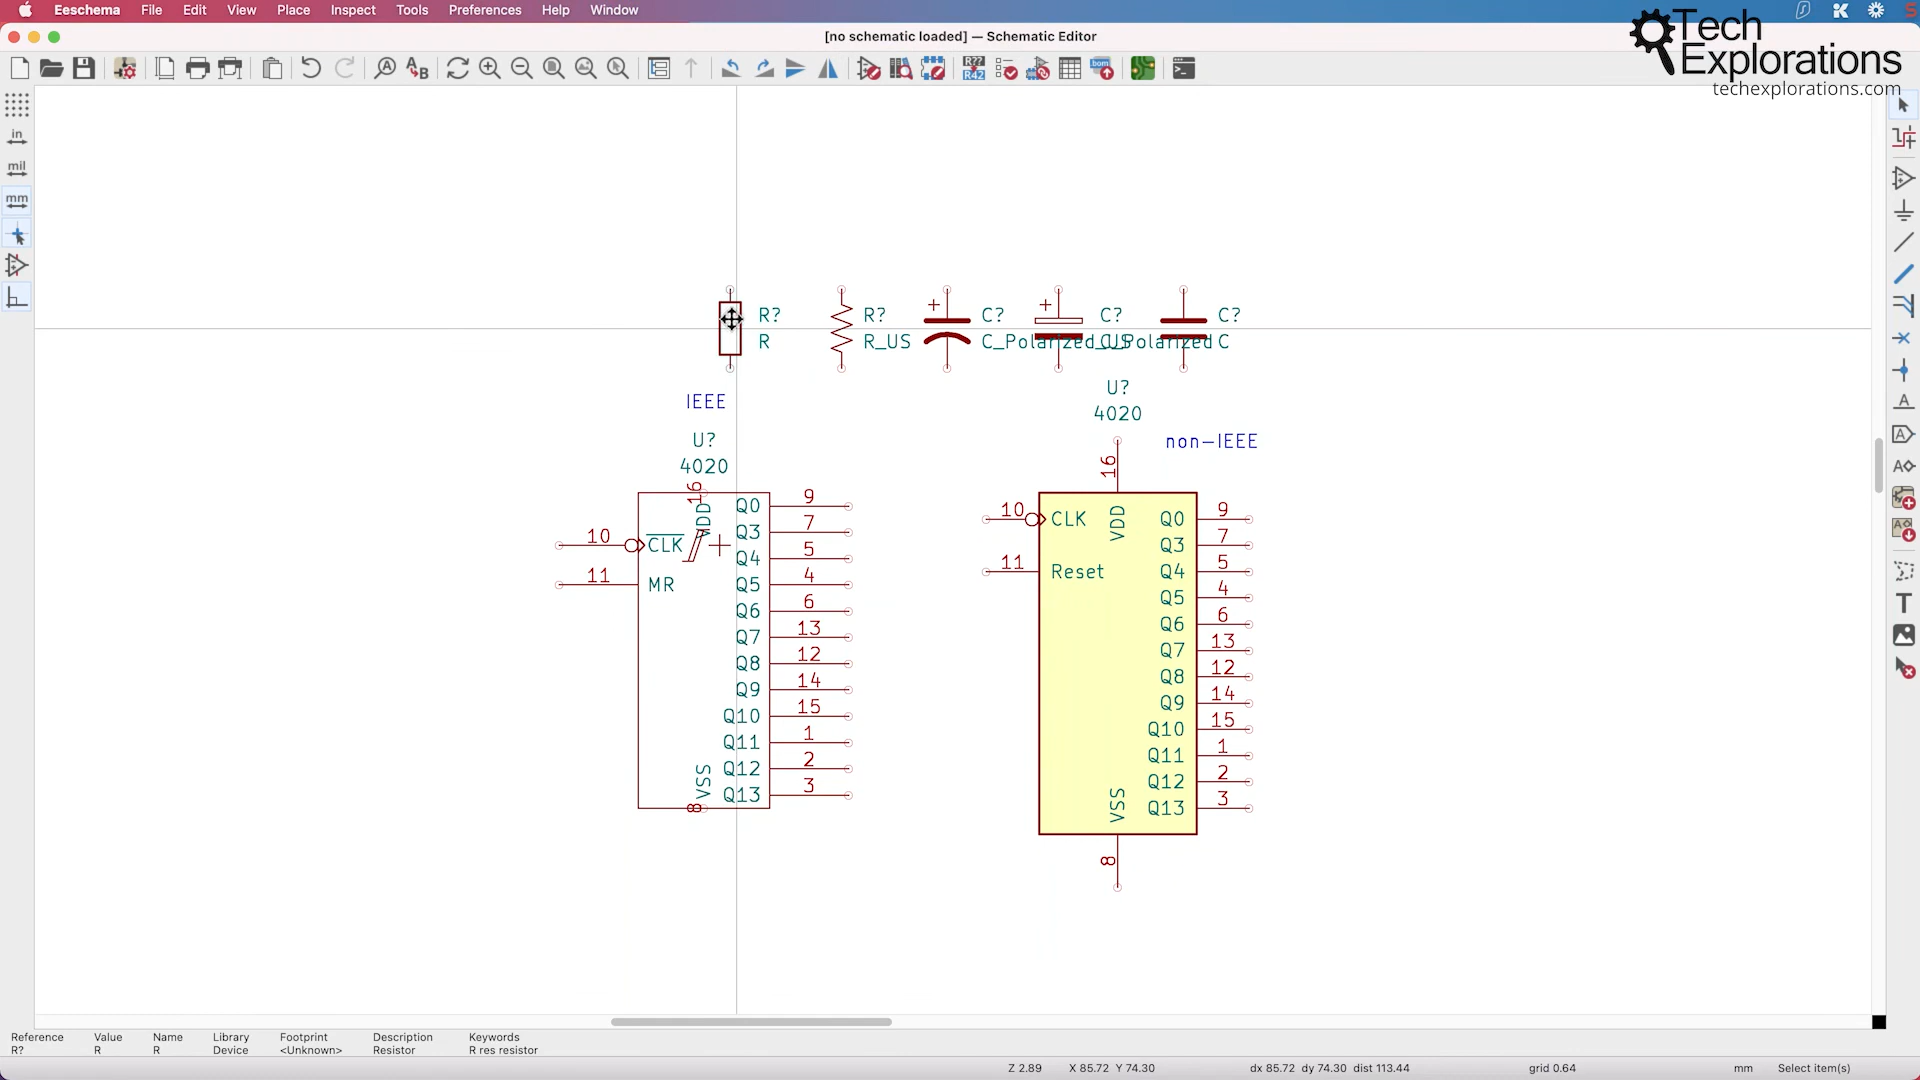 Eeschema File Edit View Place Inspect Tools Preferences Help Window
[no schematic loaded] — Schematic Editor
Tech
Explorations
techexplorations.com
in
mil
mm
R??
R42
bom
A
B
R?
R
R?
R_US
C?
C_Polarized_US
C?
C_Polarized
C?
C
IEEE
U?
4020
16
VDD
10
CLK
11
MR
Q0 9
Q3 7
Q4 5
Q5 4
Q6 6
Q7 13
Q8 12
Q9 14
Q10 15
Q11 1
Q12 2
Q13 3
VSS
8
U?
4020
non-IEEE
16
VDD
10
CLK
11
Reset
Q0 9
Q3 7
Q4 5
Q5 4
Q6 6
Q7 13
Q8 12
Q9 14
Q10 15
Q11 1
Q12 2
Q13 3
VSS
8
Reference Value Name Library Footprint Description Keywords
R? R R Device <Unknown> Resistor R res resistor
Z 2.89 X 85.72 Y 74.30 dx 85.72 dy 74.30 dist 113.44 grid 0.64 mm Select item(s)